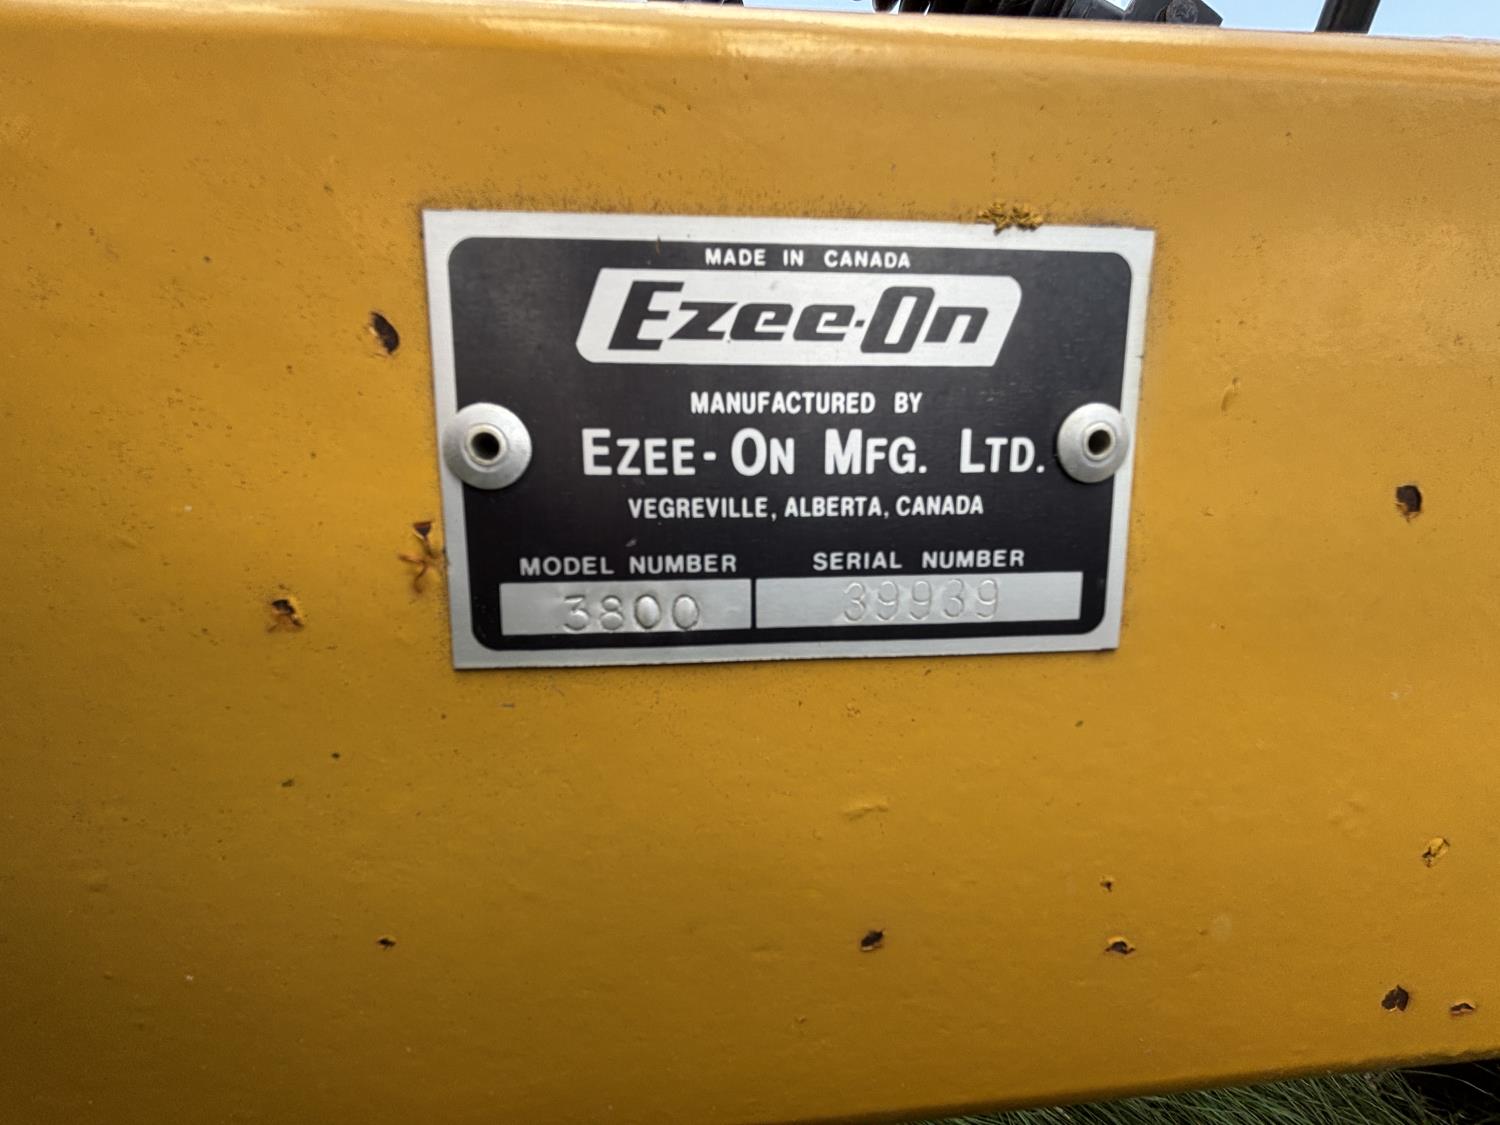 MADE IN CANADA
Ezee-On
MANUFACTURED BY
EZEE-ON MFG. LTD.
VEGREVILLE, ALBERTA, CANADA
MODEL NUMBER SERIAL NUMBER
3800 39939